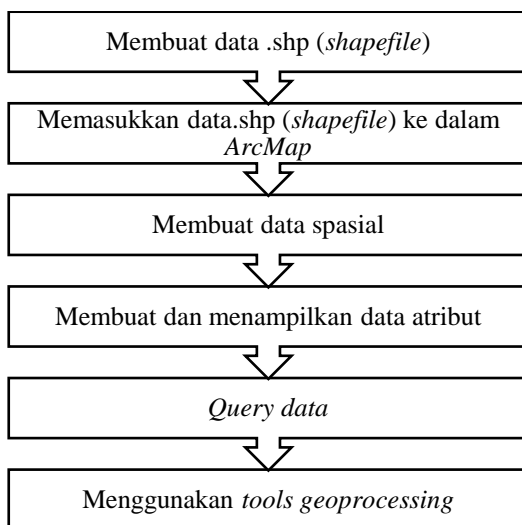 Membuat data .shp (shapefile)
Memasukkan data.shp (shapefile) ke dalam
ArcMap
Membuat data spasial
Membuat dan menampilkan data atribut
Query data
Menggunakan tools geoprocessing